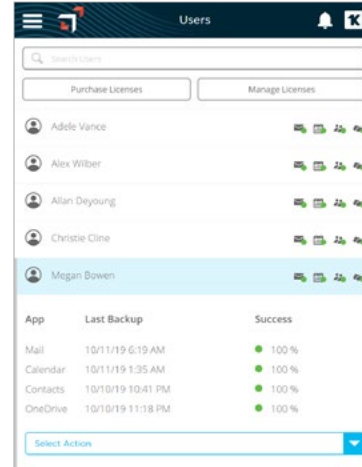 Users
K
Search Users
Purchase Licenses Manage Licenses
Adele Vance
Alex Wilber
Allan Deyoung
Christie Cline
Megan Bowen
App Last Backup Success
Mail 10/11/19 6:19 AM 100 %
Calendar 10/11/19 1:35 AM 100 %
Contacts 10/10/19 10:41 PM 100 %
OneDrive 10/10/19 11:18 PM 100 %
Select Action